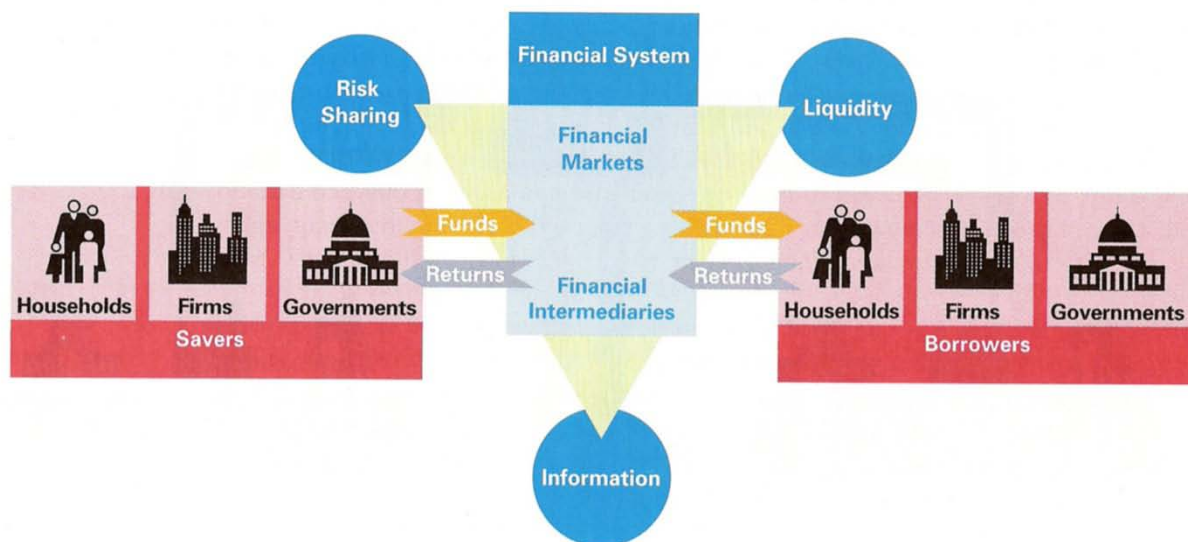 Financial System
Risk
Sharing
Liquidity
Financial
Markets
Funds
Funds
Returns
Returns
Financial
Intermediaries
Households
Firms
Governments
Savers
Households
Firms
Governments
Borrowers
Information